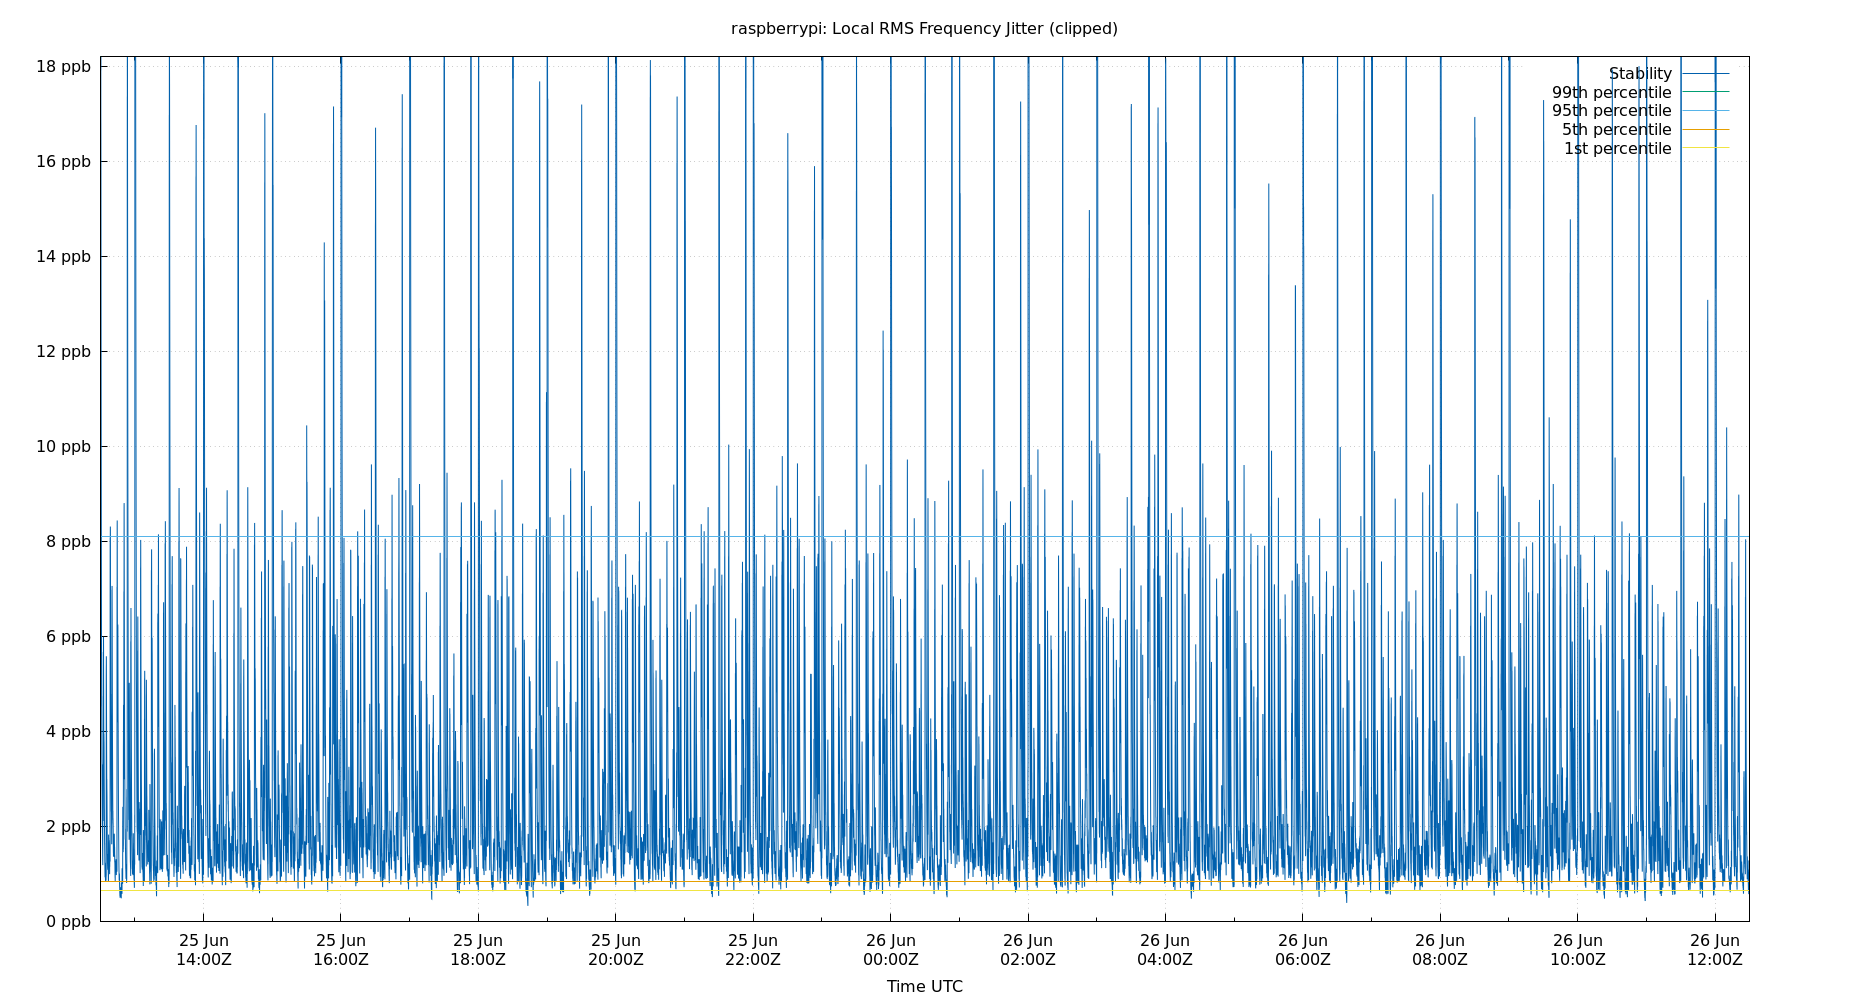 raspberrypi: Local RMS Frequency Jitter (clipped)
18 ppb
16 ppb
14 ppb
12 ppb
10 ppb
8 ppb
6 ppb
4 ppb
2 ppb
0 ppb
Stability
99th percentile
95th percentile
5th percentile
1st percentile
25 Jun 25 Jun 25 Jun 25 Jun 25 Jun 26 Jun 26 Jun 26 Jun 26 Jun 26 Jun 26 Jun 26 Jun
14:00Z 16:00Z 18:00Z 20:00Z 22:00Z 00:00Z 02:00Z 04:00Z 06:00Z 08:00Z 10:00Z 12:00Z
Time UTC